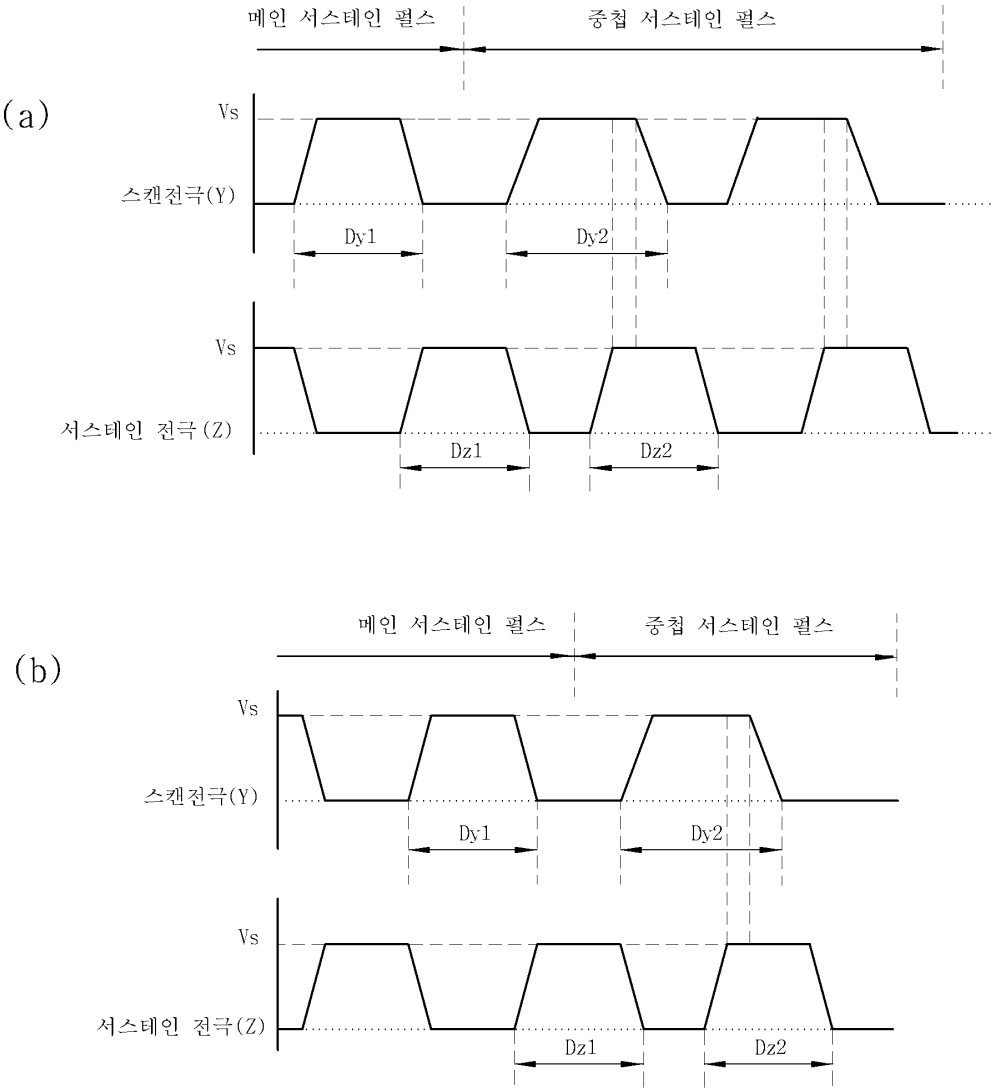 메인 서스테인 펄스
중첩 서스테인 펄스
(a)
Vs
스캔전극(Y)
Dy1
Dy2
Vs
서스테인 전극(Z)
Dz1
Dz2
메인 서스테인 펄스
중첩 서스테인 펄스
(b)
Vs
스캔전극(Y)
Dy1
Dy2
Vs
서스테인 전극(Z)
Dz1
Dz2